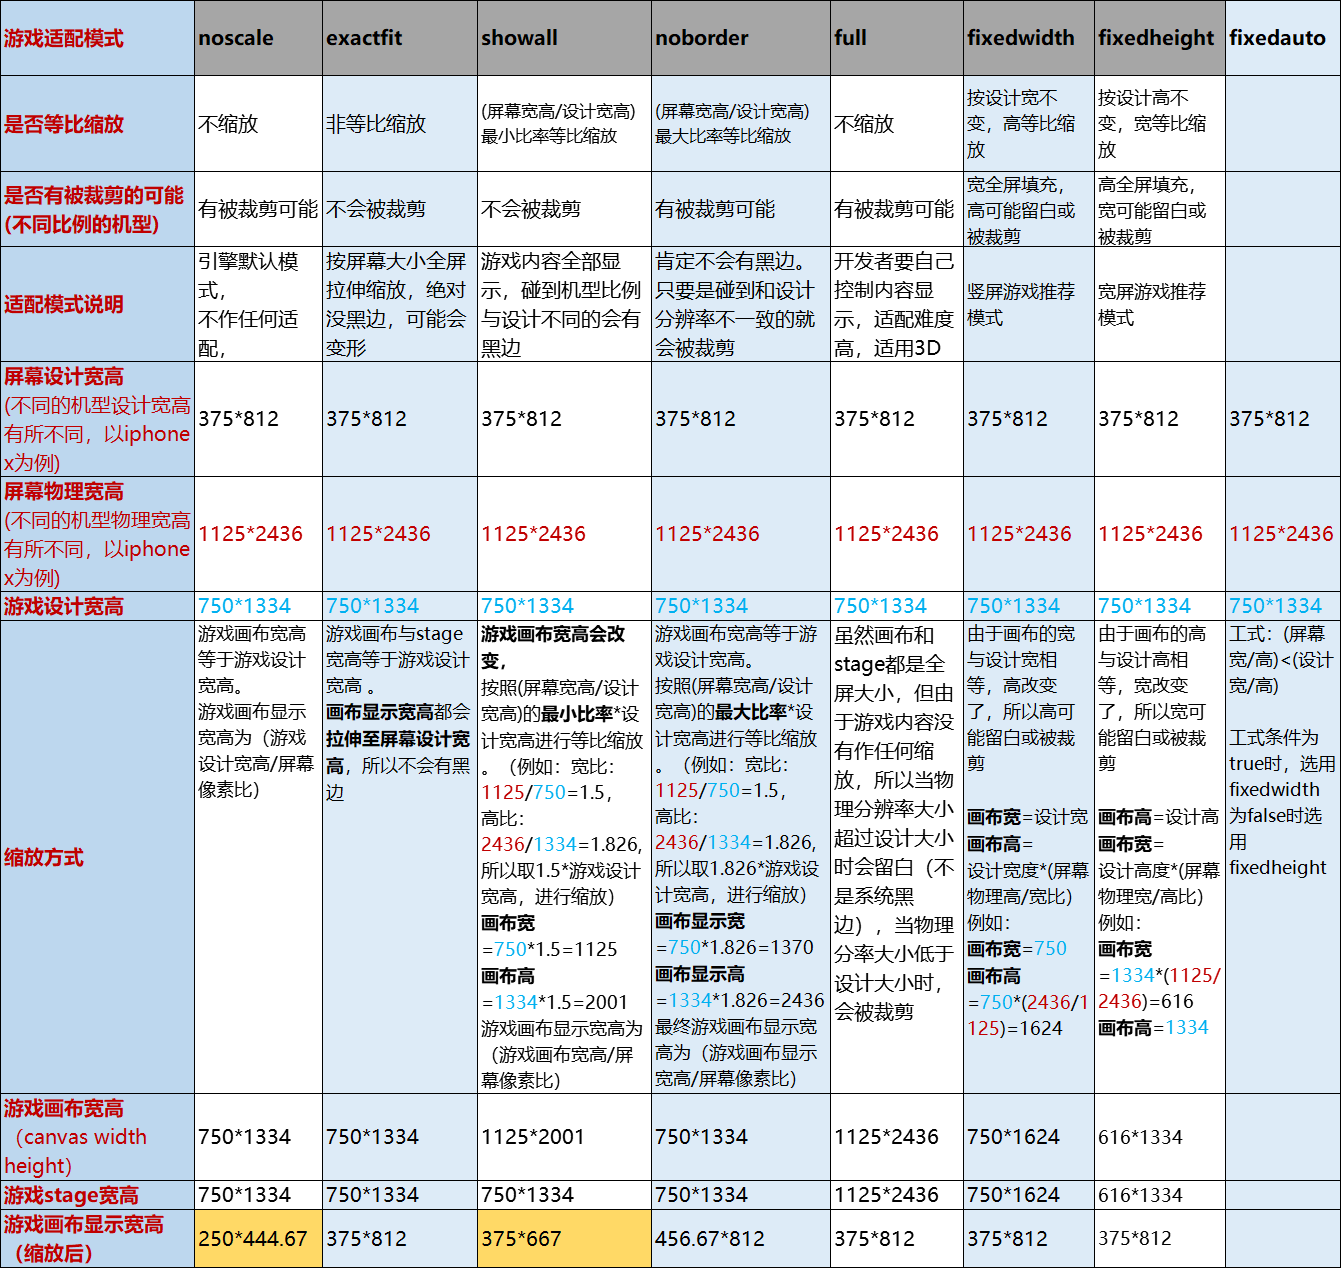 游戏适配模式
noscale
exactfit
showall
noborder
full
fixedwidth
fixedheight
fixedauto
是否等比缩放
不缩放
非等比缩放
(屏幕宽高/设计宽高)
最小比率等比缩放
(屏幕宽高/设计宽高)
最大比率等比缩放
不缩放
按设计宽不
变，高等比缩
放
按设计高不
变，宽等比缩
放
是否有被裁剪的可能
(不同比例的机型)
有被裁剪可能
不会被裁剪
不会被裁剪
有被裁剪可能
有被裁剪可能
宽全屏填充，
高可能留白或
被裁剪
高全屏填充，
宽可能留白或
被裁剪
适配模式说明
引擎默认模
式，
不作任何适
配，
按屏幕大小全屏
拉伸缩放，绝对
没黑边，可能会
变形
游戏内容全部显
示，碰到机型比例
与设计不同的会有
黑边
肯定不会有黑边。
只要是碰到和设计
分辨率不一致的就
会被裁剪
开发者要自己
控制内容显
示，适配难度
高，适用3D
竖屏游戏推荐
模式
宽屏游戏推荐
模式
屏幕设计宽高
(不同的机型设计宽高
有所不同，以iphone
x为例)
375*812
375*812
375*812
375*812
375*812
375*812
375*812
375*812
屏幕物理宽高
(不同的机型物理宽高
有所不同，以iphone
x为例)
1125*2436
1125*2436
1125*2436
1125*2436
1125*2436
1125*2436
1125*2436
1125*2436
游戏设计宽高
750*1334
750*1334
750*1334
750*1334
750*1334
750*1334
750*1334
750*1334
缩放方式
游戏画布宽高
等于游戏设计
宽高。
游戏画布显示
宽高为（游戏
设计宽高/屏幕
像素比）
游戏画布与stage
宽高等于游戏设计
宽高 。
画布显示宽高都会
拉伸至屏幕设计宽
高，所以不会有黑
边
游戏画布宽高会改
变，
按照(屏幕宽高/设计
宽高)的最小比率*设
计宽高进行等比缩放
。（例如：宽比：
1125/750=1.5，
高比：
2436/1334=1.826,
所以取1.5*游戏设计
宽高，进行缩放）
画布宽
=750*1.5=1125
画布高
=1334*1.5=2001
游戏画布显示宽高为
（游戏画布宽高/屏
幕像素比）
游戏画布宽高等于游
戏设计宽高。
按照(屏幕宽高/设计
宽高)的最大比率*设
计宽高进行等比缩放
。（例如：宽比：
1125/750=1.5，
高比：
2436/1334=1.826,
所以取1.826*游戏设
计宽高，进行缩放）
画布显示宽
=750*1.826=1370
画布显示高
=1334*1.826=2436
最终游戏画布显示宽
高为（游戏画布显示
宽高/屏幕像素比）
虽然画布和
stage都是全
屏大小，但由
于游戏内容没
有作任何缩
放，所以当物
理分辨率大小
超过设计大小
时会留白（不
是系统黑
边），当物理
分率大小低于
设计大小时，
会被裁剪
由于画布的宽
与设计宽相
等，高改变
了，所以高可
能留白或被裁
剪
画布宽=设计宽
画布高=
设计宽度*(屏幕
物理高/宽比)
例如：
画布宽=750
画布高
=750*(2436/1
125)=1624
由于画布的高
与设计高相
等，宽改变
了，所以宽可
能留白或被裁
剪
画布高=设计高
画布宽=
设计高度*(屏幕
物理宽/高比)
例如：
画布宽
=1334*(1125/
2436)=616
画布高=1334
工式：(屏幕
宽/高)<(设计
宽/高)
工式条件为
true时，选用
fixedwidth
为false时选
用
fixedheight
游戏画布宽高
（canvas width
height）
750*1334
750*1334
1125*2001
750*1334
1125*2436
750*1624
616*1334
游戏stage宽高
750*1334
750*1334
750*1334
750*1334
1125*2436
750*1624
616*1334
游戏画布显示宽高
（缩放后）
250*444.67
375*812
375*667
456.67*812
375*812
375*812
375*812